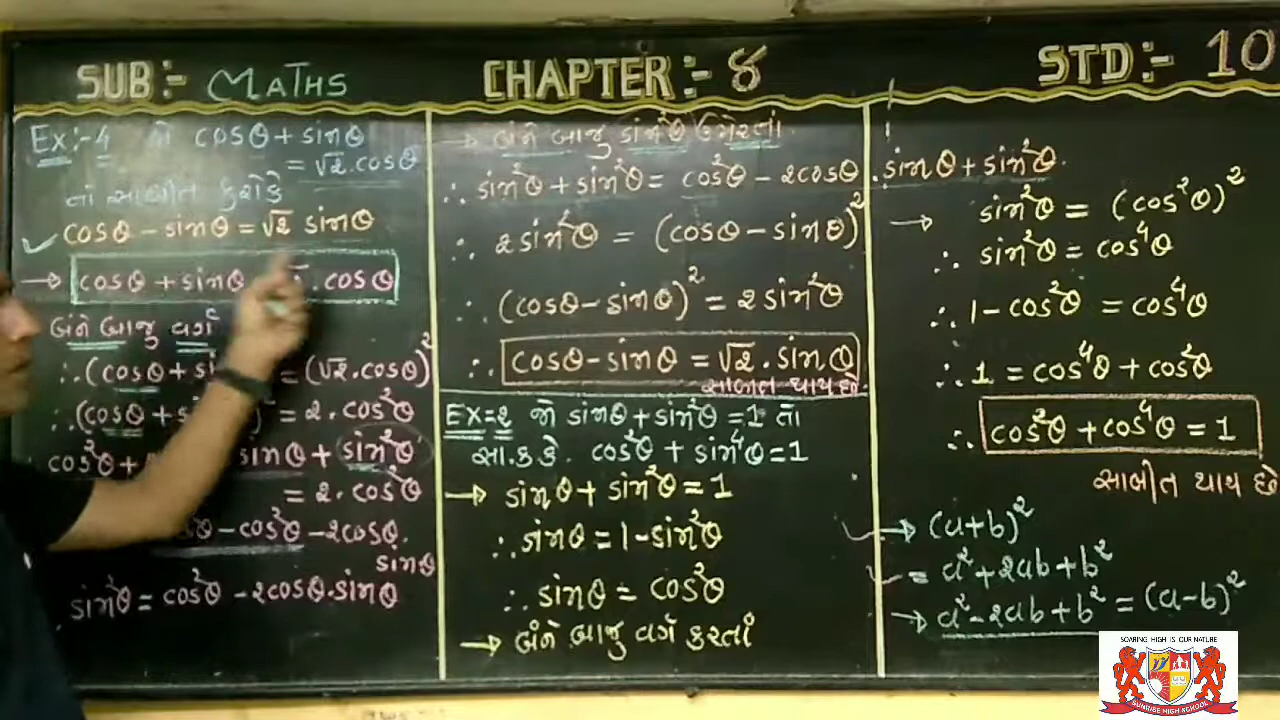 SUB:- MATHS
CHAPTER:- 8
STD:- 10
Ex:-4 જો cosθ+sinθ
= √2.cosθ
તો સાબીત કરોકે
cosθ - sinθ = √2 sinθ
→ cosθ + sinθ . cosθ
બંને બાજુ વર્ગ
∴ (cosθ + = (√2.cosθ)²
∴ (cosθ + = 2.cos²θ
cos²θ + sinθ + sin²θ
= 2.cos²θ
θ - cos²θ - 2cosθ.
sinθ
sin²θ = cos²θ - 2cosθ.sinθ
→ બંને બાજુ sin²θ ઉમેરતાં
∴ sin²θ + sin²θ = cos²θ - 2cosθ.sinθ + sin²θ.
∴ 2sin²θ = (cosθ - sinθ)²
∴ (cosθ - sinθ)² = 2sin²θ
∴ cosθ - sinθ = √2.sinθ
સાબીત થાય છે.
EX=2 જો sinθ + sin²θ = 1 તો
સા.ક.કે. cos²θ + sin⁴θ = 1
→ sinθ + sin²θ = 1
∴ sinθ = 1 - sin²θ
∴ sinθ = cos²θ
→ બંને બાજુ વર્ગ કરતાં
→ sin²θ = (cos²θ)²
∴ sin²θ = cos⁴θ
∴ 1 - cos²θ = cos⁴θ
∴ 1 = cos⁴θ + cos²θ
∴ cos²θ + cos⁴θ = 1
સાબીત થાય છે
→ (a+b)²
= a² + 2ab + b²
→ a² - 2ab + b² = (a-b)²
SOARING HIGH IS OUR NATURE
SUNRISE HIGH SCHOOL